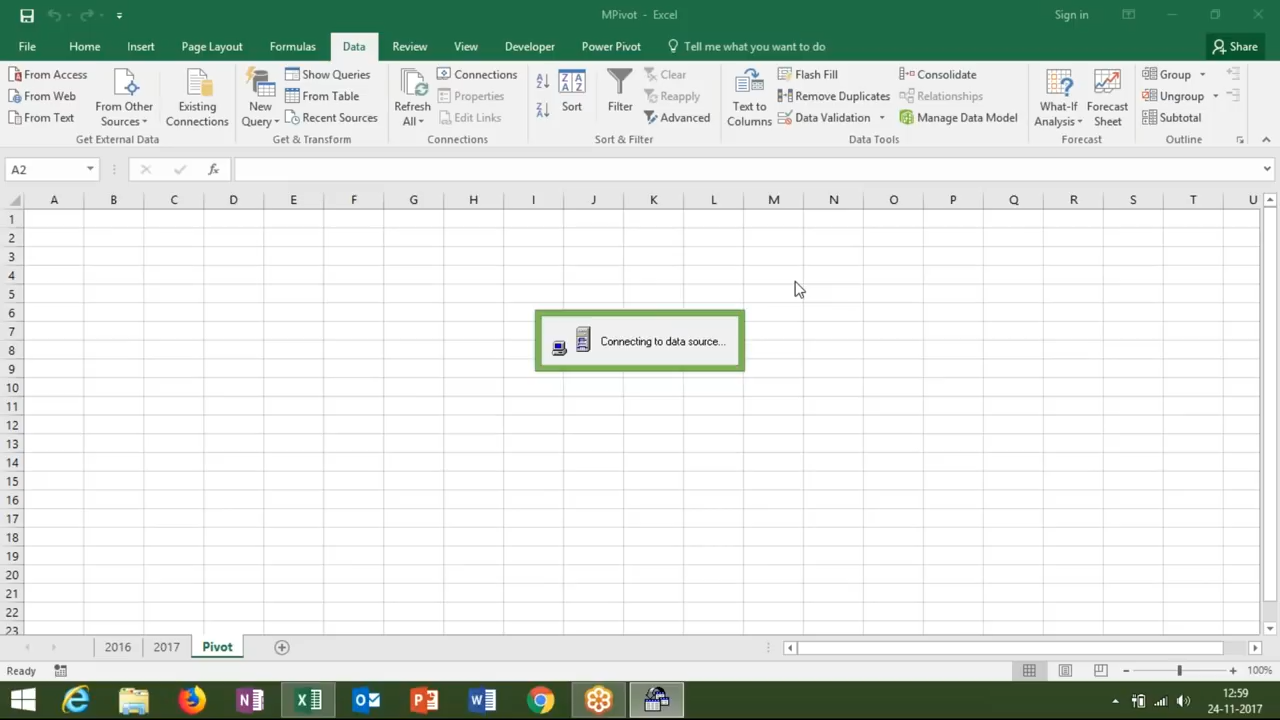 MPivot - Excel
Sign in
File Home Insert Page Layout Formulas Data Review View Developer Power Pivot Tell me what you want to do Share
From Access
From Web
From Text
From Other Sources
Existing Connections
Get External Data
New Query
Show Queries
From Table
Recent Sources
Get & Transform
Refresh All
Connections
Properties
Edit Links
Connections
Sort
Filter
Clear
Reapply
Advanced
Sort & Filter
Text to Columns
Flash Fill
Remove Duplicates
Data Validation
Consolidate
Relationships
Manage Data Model
Data Tools
What-If Analysis
Forecast Sheet
Forecast
Group
Ungroup
Subtotal
Outline
A2
fx
A B C D E F G H I J K L M N O P Q R S T U
1
2
3
4
5
6
7
8
9
10
11
12
13
14
15
16
17
18
19
20
21
22
23
Connecting to data source...
2016 2017 Pivot
Ready
100%
12:59
24-11-2017